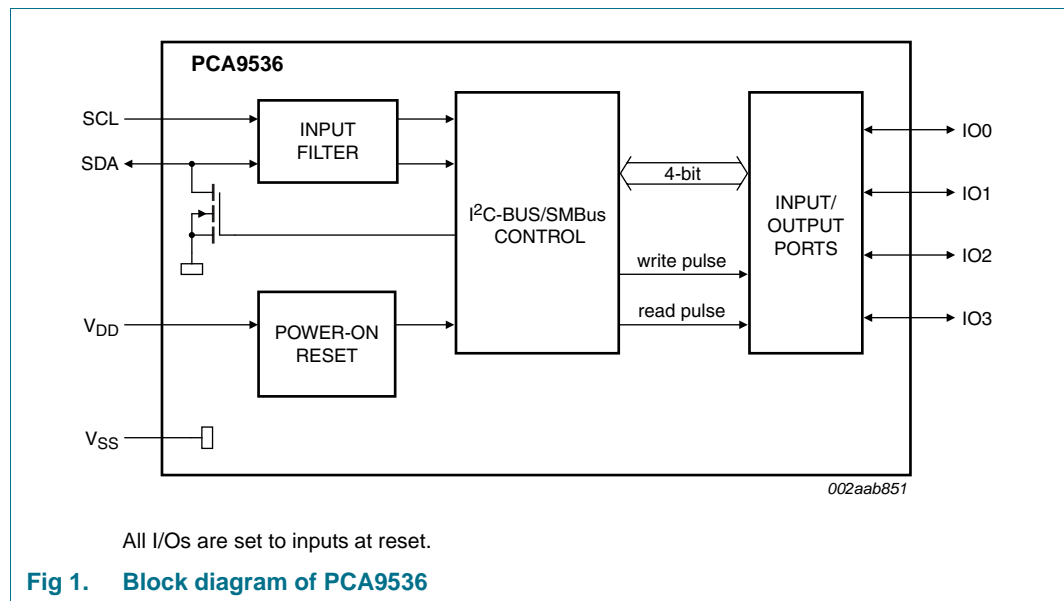 PCA9536
SCL
SDA
INPUT
FILTER
I²C-BUS/SMBus
CONTROL
4-bit
write pulse
read pulse
INPUT/
OUTPUT
PORTS
IO0
IO1
IO2
IO3
VDD
POWER-ON
RESET
VSS
002aab851
All I/Os are set to inputs at reset.
Fig 1. Block diagram of PCA9536